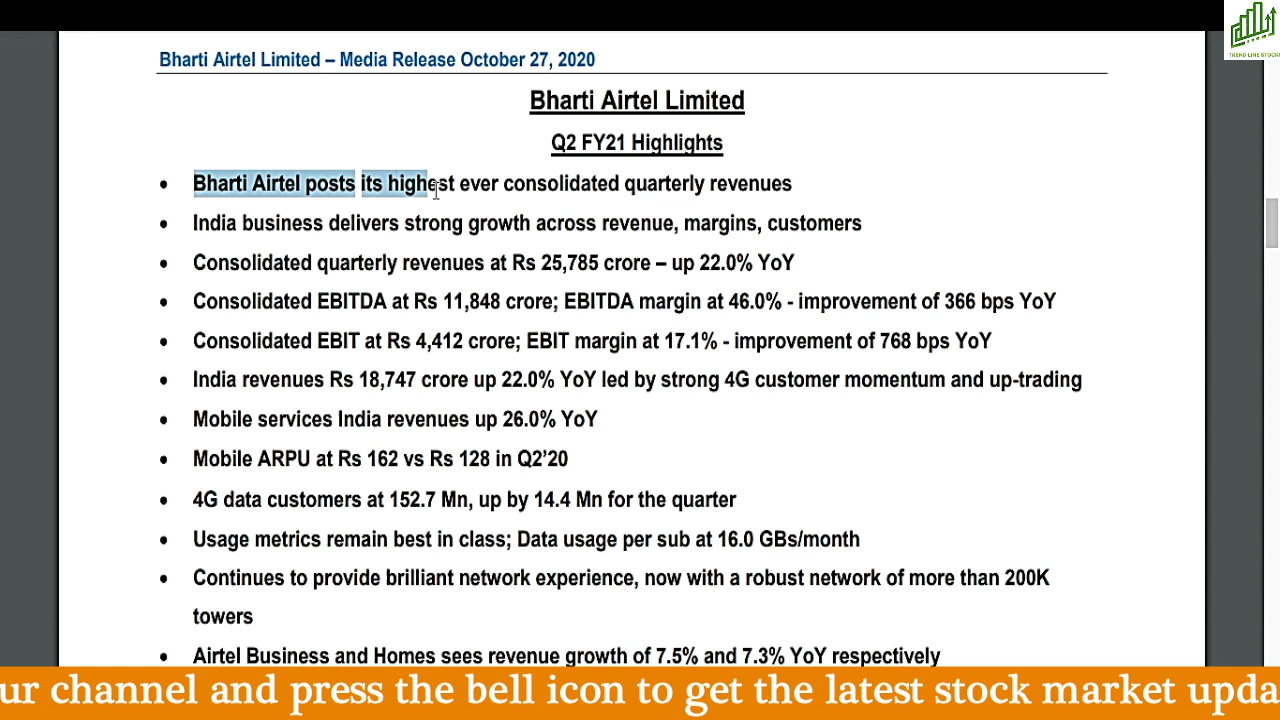 TREND LINE STOCKS
Bharti Airtel Limited – Media Release October 27, 2020
Bharti Airtel Limited
Q2 FY21 Highlights
• Bharti Airtel posts its highest ever consolidated quarterly revenues
• India business delivers strong growth across revenue, margins, customers
• Consolidated quarterly revenues at Rs 25,785 crore – up 22.0% YoY
• Consolidated EBITDA at Rs 11,848 crore; EBITDA margin at 46.0% - improvement of 366 bps YoY
• Consolidated EBIT at Rs 4,412 crore; EBIT margin at 17.1% - improvement of 768 bps YoY
• India revenues Rs 18,747 crore up 22.0% YoY led by strong 4G customer momentum and up-trading
• Mobile services India revenues up 26.0% YoY
• Mobile ARPU at Rs 162 vs Rs 128 in Q2’20
• 4G data customers at 152.7 Mn, up by 14.4 Mn for the quarter
• Usage metrics remain best in class; Data usage per sub at 16.0 GBs/month
• Continues to provide brilliant network experience, now with a robust network of more than 200K
towers
• Airtel Business and Homes sees revenue growth of 7.5% and 7.3% YoY respectively
ur channel and press the bell icon to get the latest stock market upda